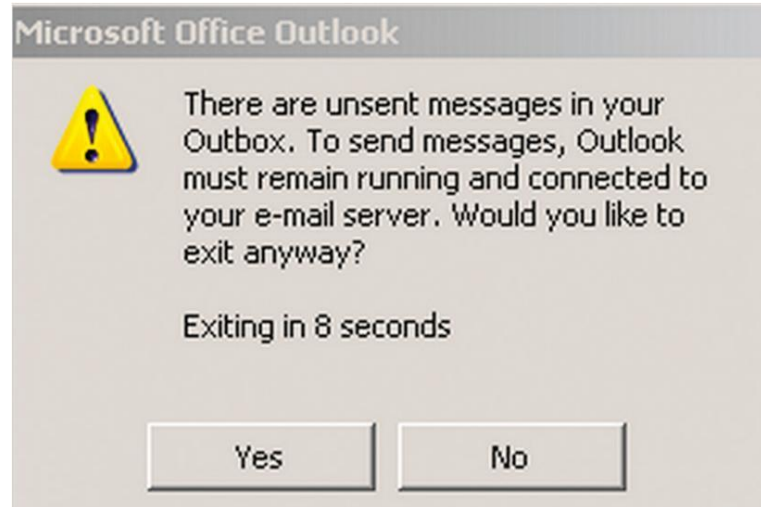 Microsoft Office Outlook
There are unsent messages in your
Outbox. To send messages, Outlook
must remain running and connected to
your e-mail server. Would you like to
exit anyway?
Exiting in 8 seconds
Yes
No